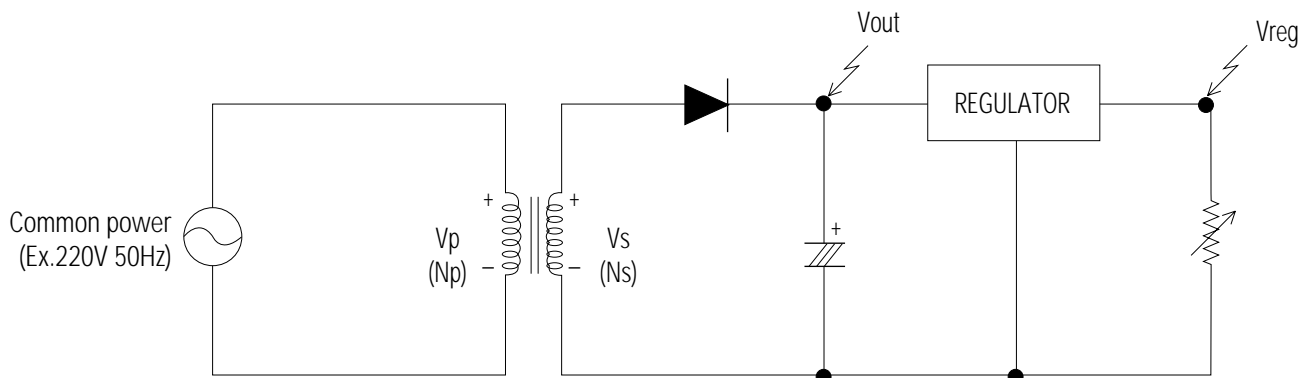 Vout
Vreg
REGULATOR
Common power
(Ex.220V 50Hz)
+
+
Vp
(Np)
Vs
(Ns)
−
−
+